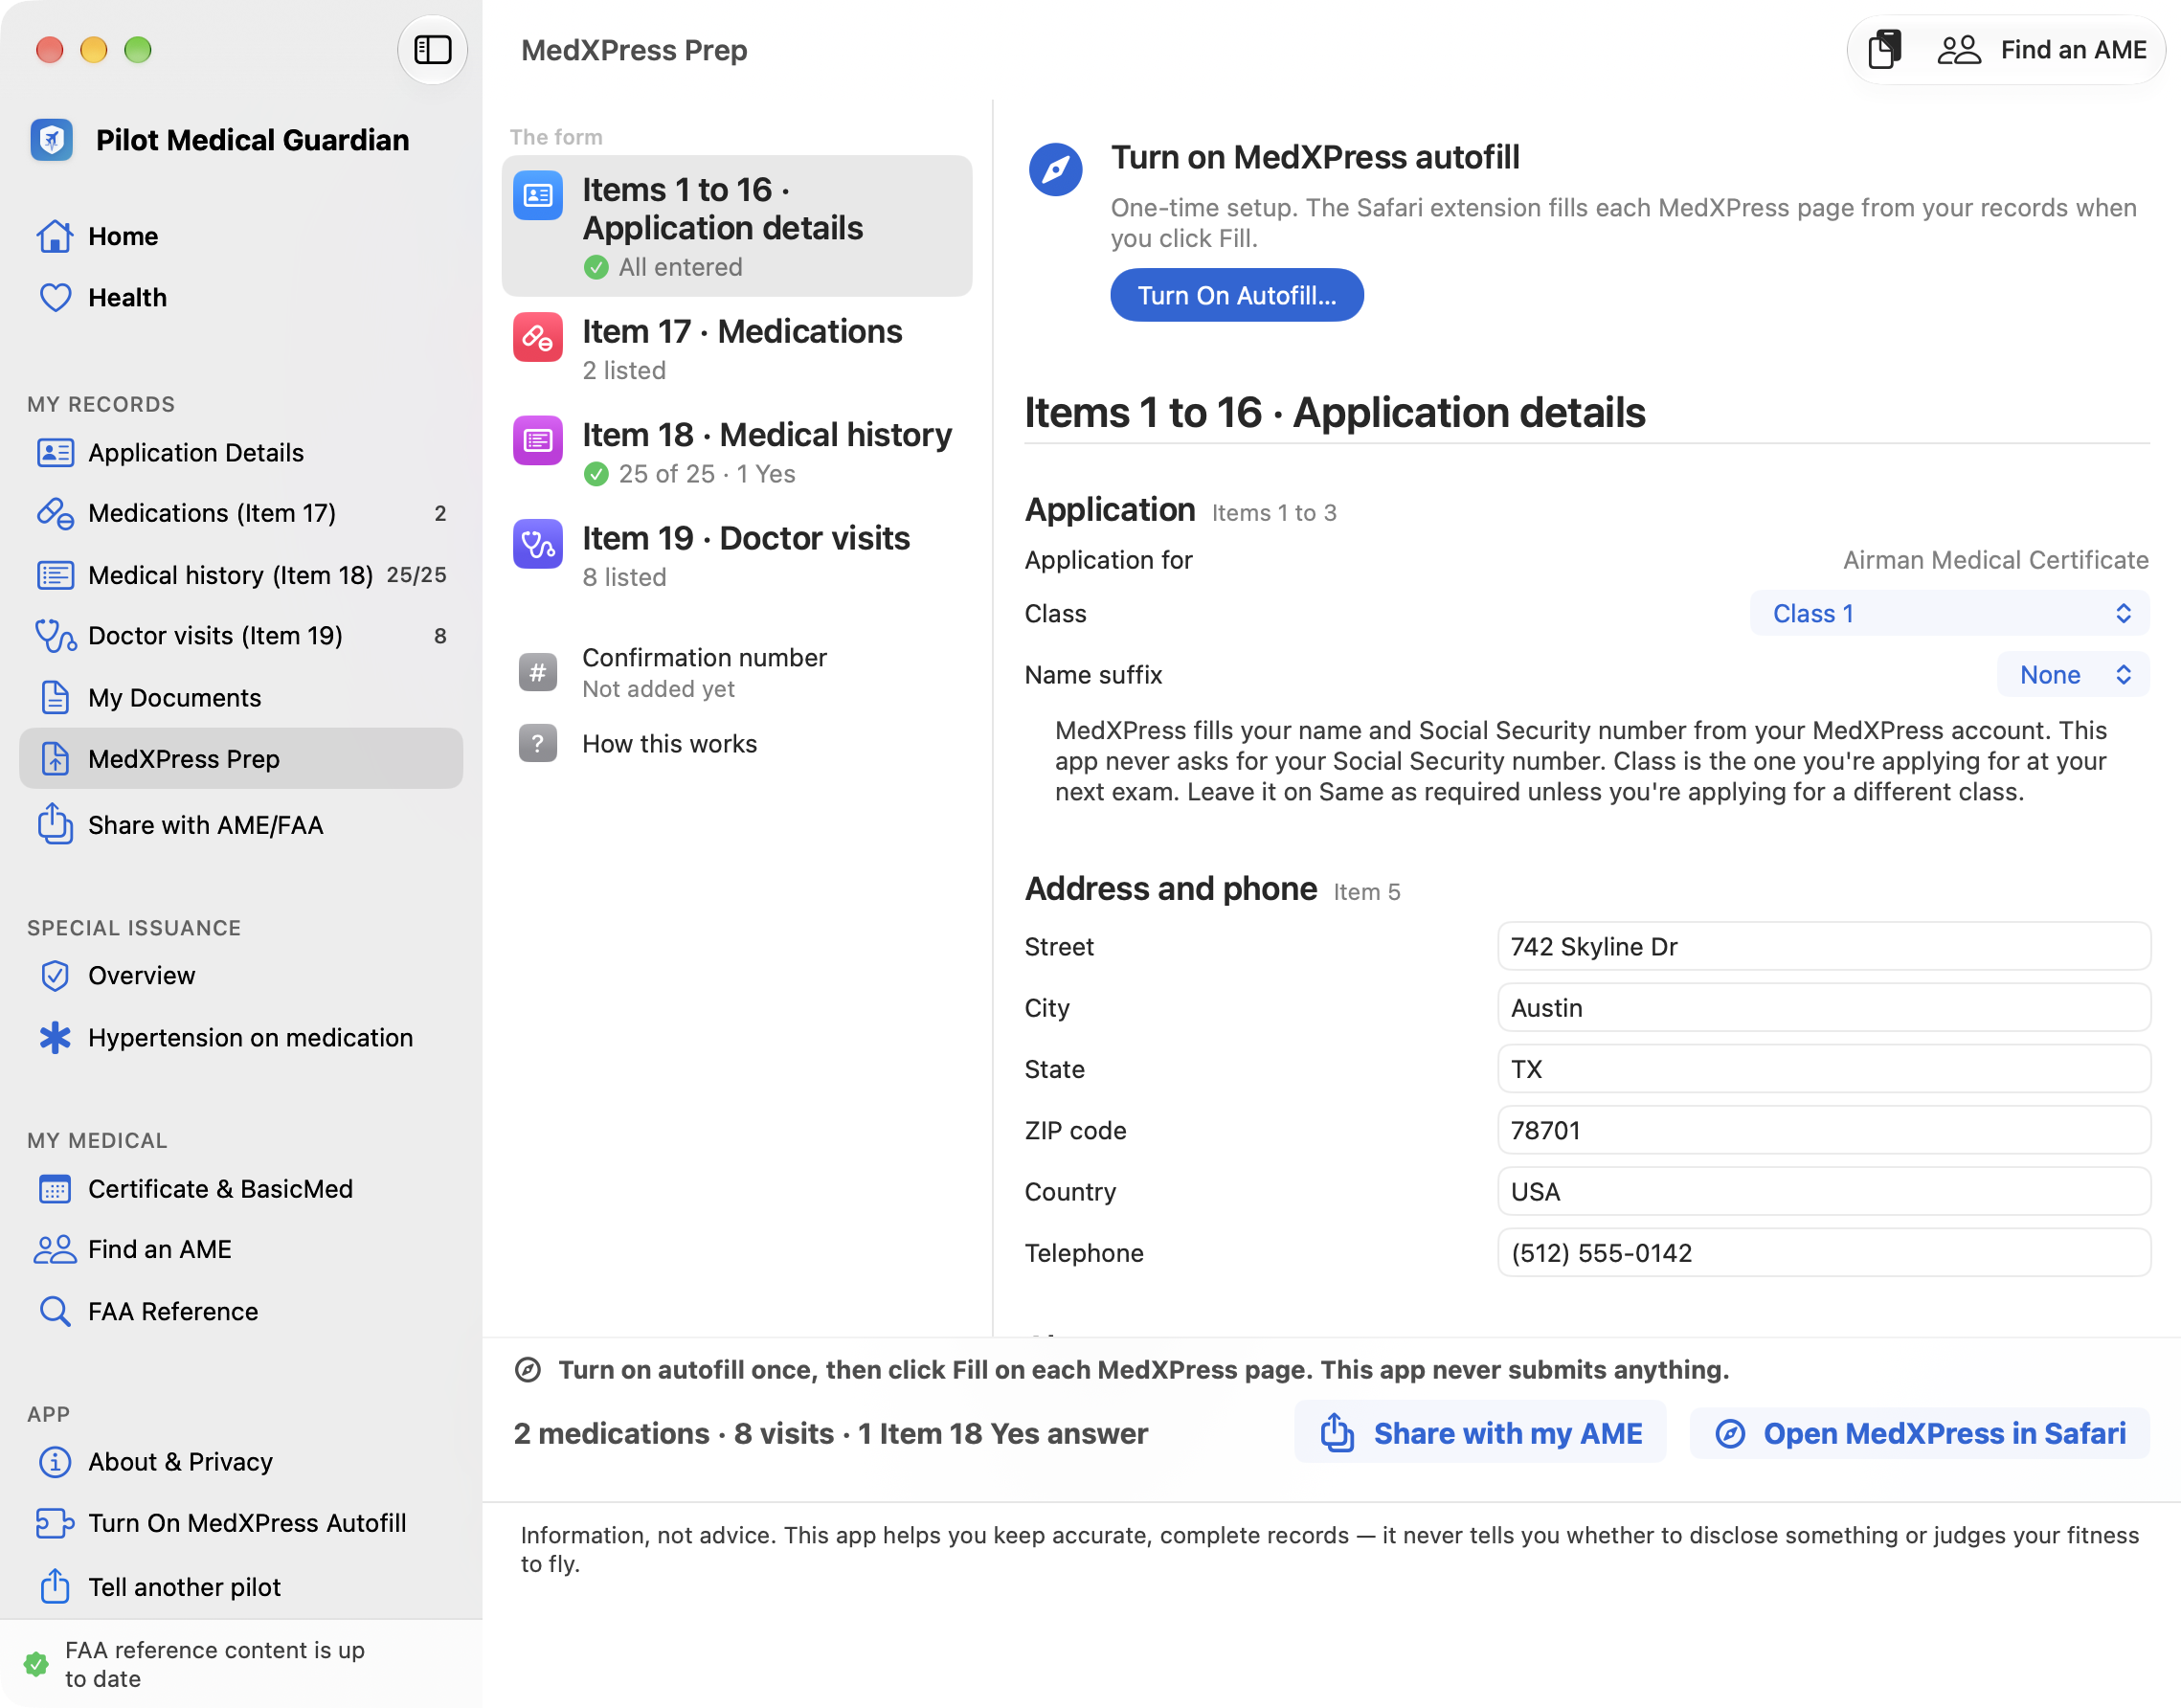 Pilot Medical Guardian
Home
Health
MY RECORDS
Application Details
Medications (Item 17) 2
Medical history (Item 18) 25/25
Doctor visits (Item 19) 8
My Documents
MedXPress Prep
Share with AME/FAA
SPECIAL ISSUANCE
Overview
Hypertension on medication
MY MEDICAL
Certificate & BasicMed
Find an AME
FAA Reference
APP
About & Privacy
Turn On MedXPress Autofill
Tell another pilot
FAA reference content is up
to date
MedXPress Prep
Find an AME
The form
Items 1 to 16 ·
Application details
All entered
Item 17 · Medications
2 listed
Item 18 · Medical history
25 of 25 · 1 Yes
Item 19 · Doctor visits
8 listed
# Confirmation number
Not added yet
? How this works
Turn on MedXPress autofill
One-time setup. The Safari extension fills each MedXPress page from your records when
you click Fill.
Turn On Autofill...
Items 1 to 16 · Application details
Application Items 1 to 3
Application for Airman Medical Certificate
Class Class 1
Name suffix None
MedXPress fills your name and Social Security number from your MedXPress account. This
app never asks for your Social Security number. Class is the one you're applying for at your
next exam. Leave it on Same as required unless you're applying for a different class.
Address and phone Item 5
Street 742 Skyline Dr
City Austin
State TX
ZIP code 78701
Country USA
Telephone (512) 555-0142
Turn on autofill once, then click Fill on each MedXPress page. This app never submits anything.
2 medications · 8 visits · 1 Item 18 Yes answer
Share with my AME
Open MedXPress in Safari
Information, not advice. This app helps you keep accurate, complete records — it never tells you whether to disclose something or judges your fitness
to fly.